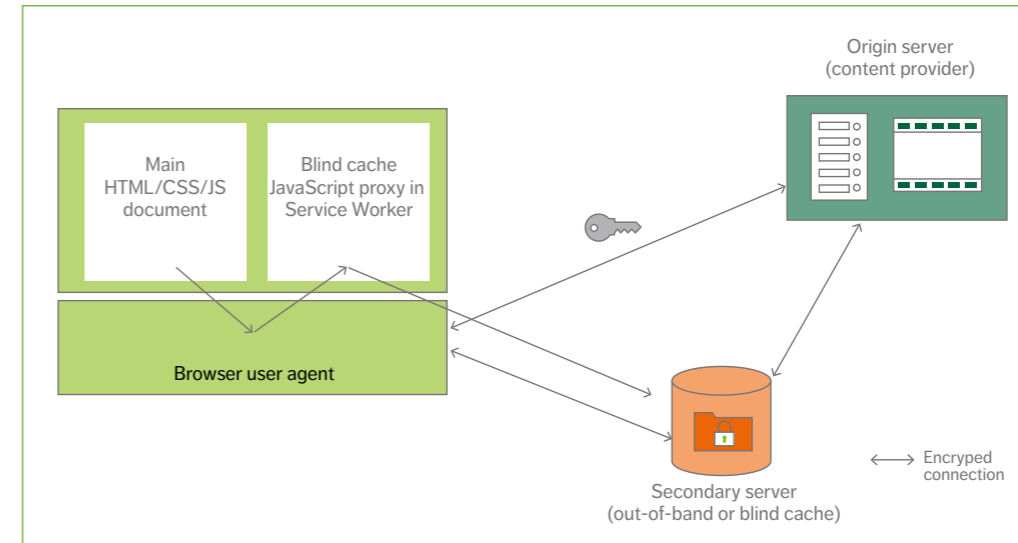 Origin server
(content provider)
Main
HTML/CSS/JS
document
Blind cache
JavaScript proxy in
Service Worker
Browser user agent
Encryped
connection
Secondary server
(out-of-band or blind cache)